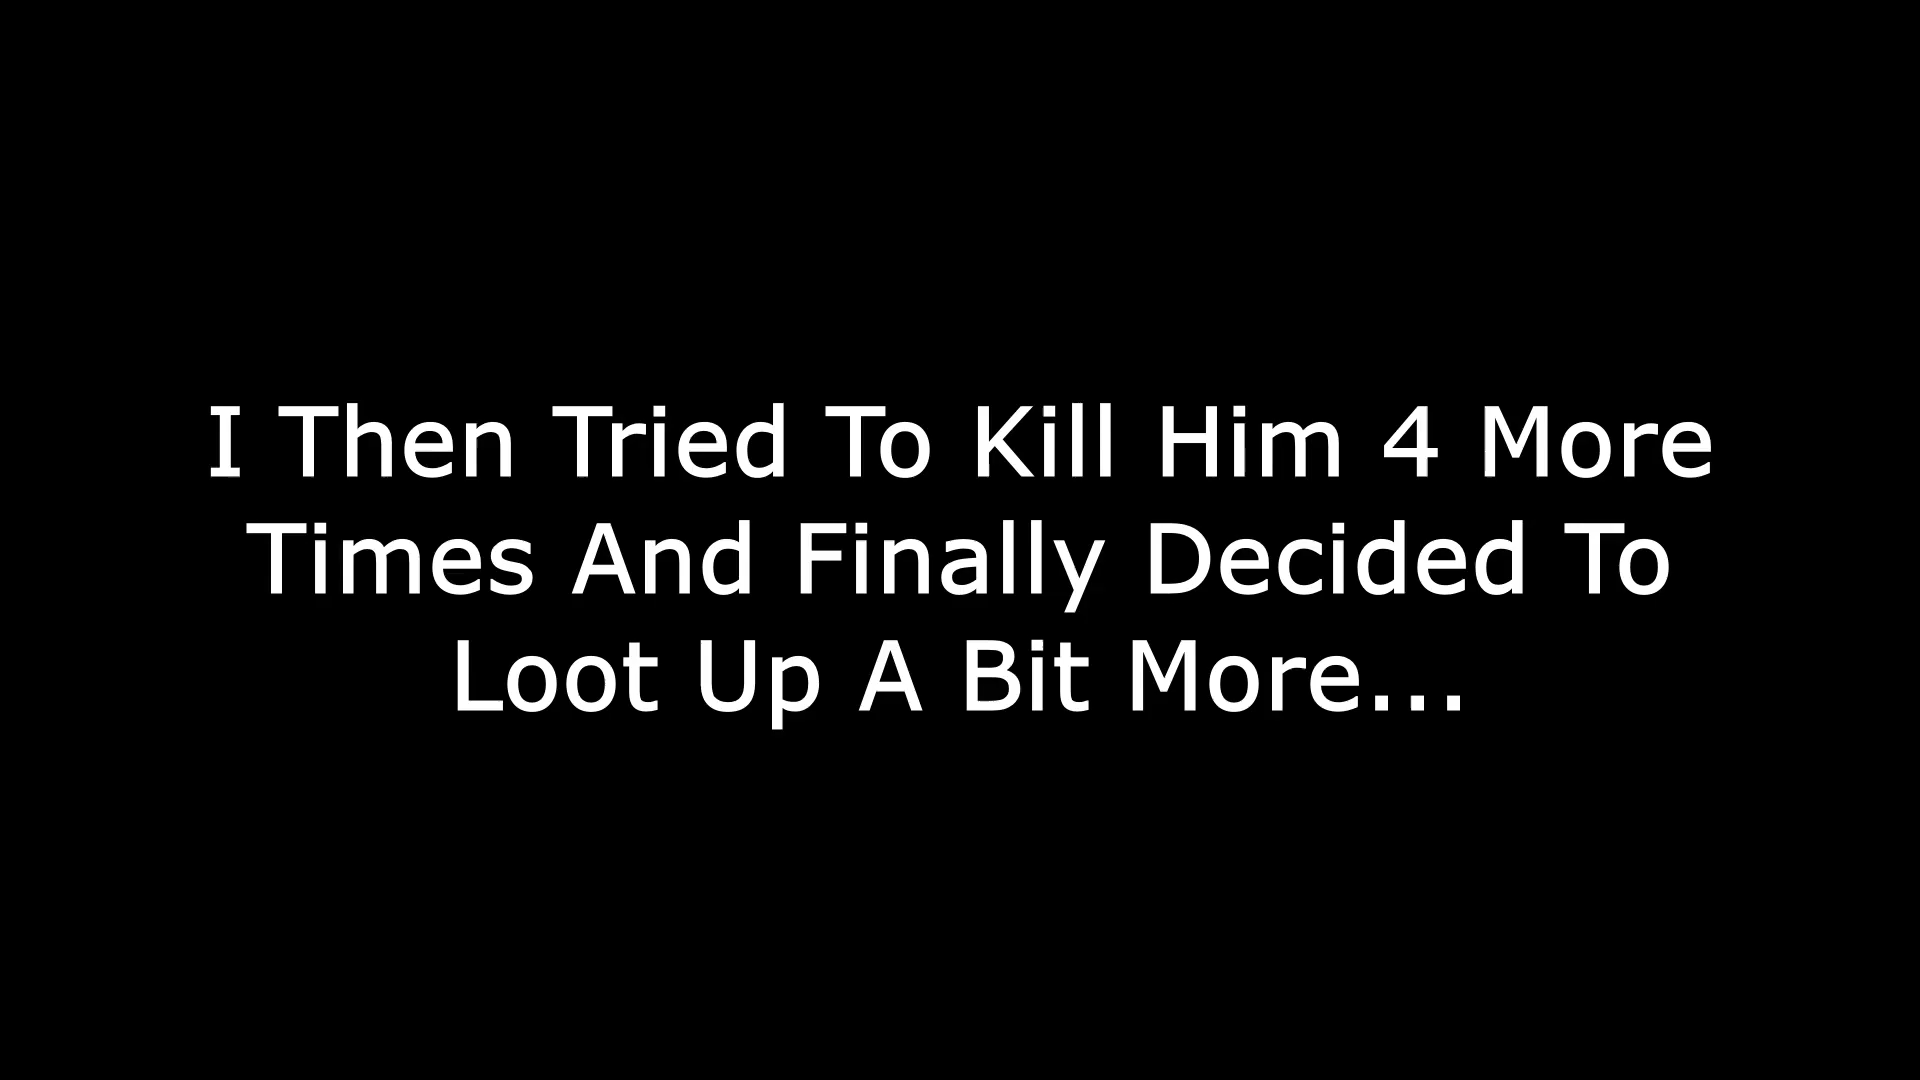 I Then Tried To Kill Him 4 More
Times And Finally Decided To
Loot Up A Bit More...